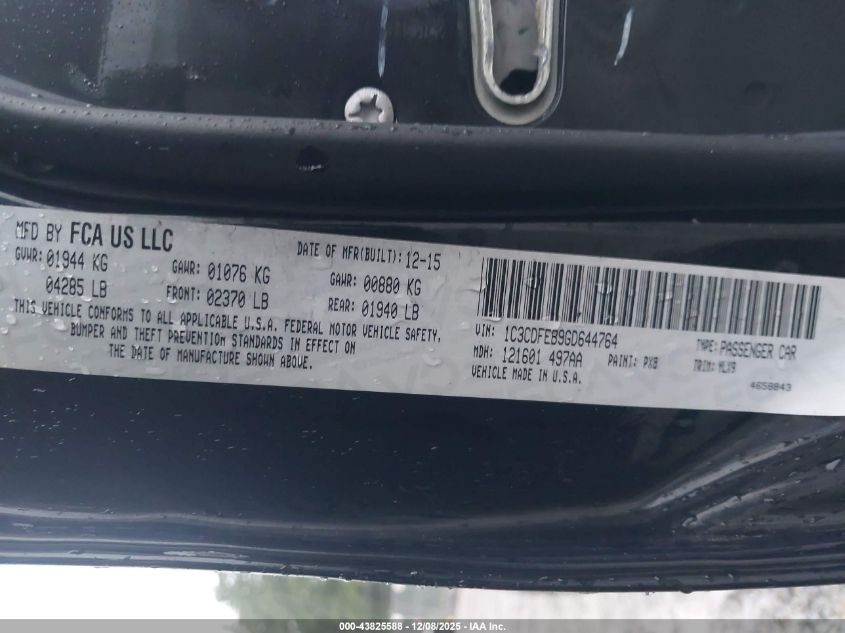 MFD BY FCA US LLC
DATE OF MFR(BUILT): 12-15
GVWR: 01944 KG
GAWR: 01076 KG
GAWR: 00880 KG
04285 LB
FRONT: 02370 LB
REAR: 01940 LB
THIS VEHICLE CONFORMS TO ALL APPLICABLE U.S.A. FEDERAL MOTOR VEHICLE SAFETY,
BUMPER AND THEFT PREVENTION STANDARDS IN EFFECT ON
THE DATE OF MANUFACTURE SHOWN ABOVE.
VIN: 1C3CDFEB9GD644764
TYPE: PASSENGER CAR
MDH: 121601 497AA
PAINT: PX8
TRIM: HLX9
VEHICLE MADE IN U.S.A.
4658843
000-43825588 - 12/08/2025 - IAA Inc.